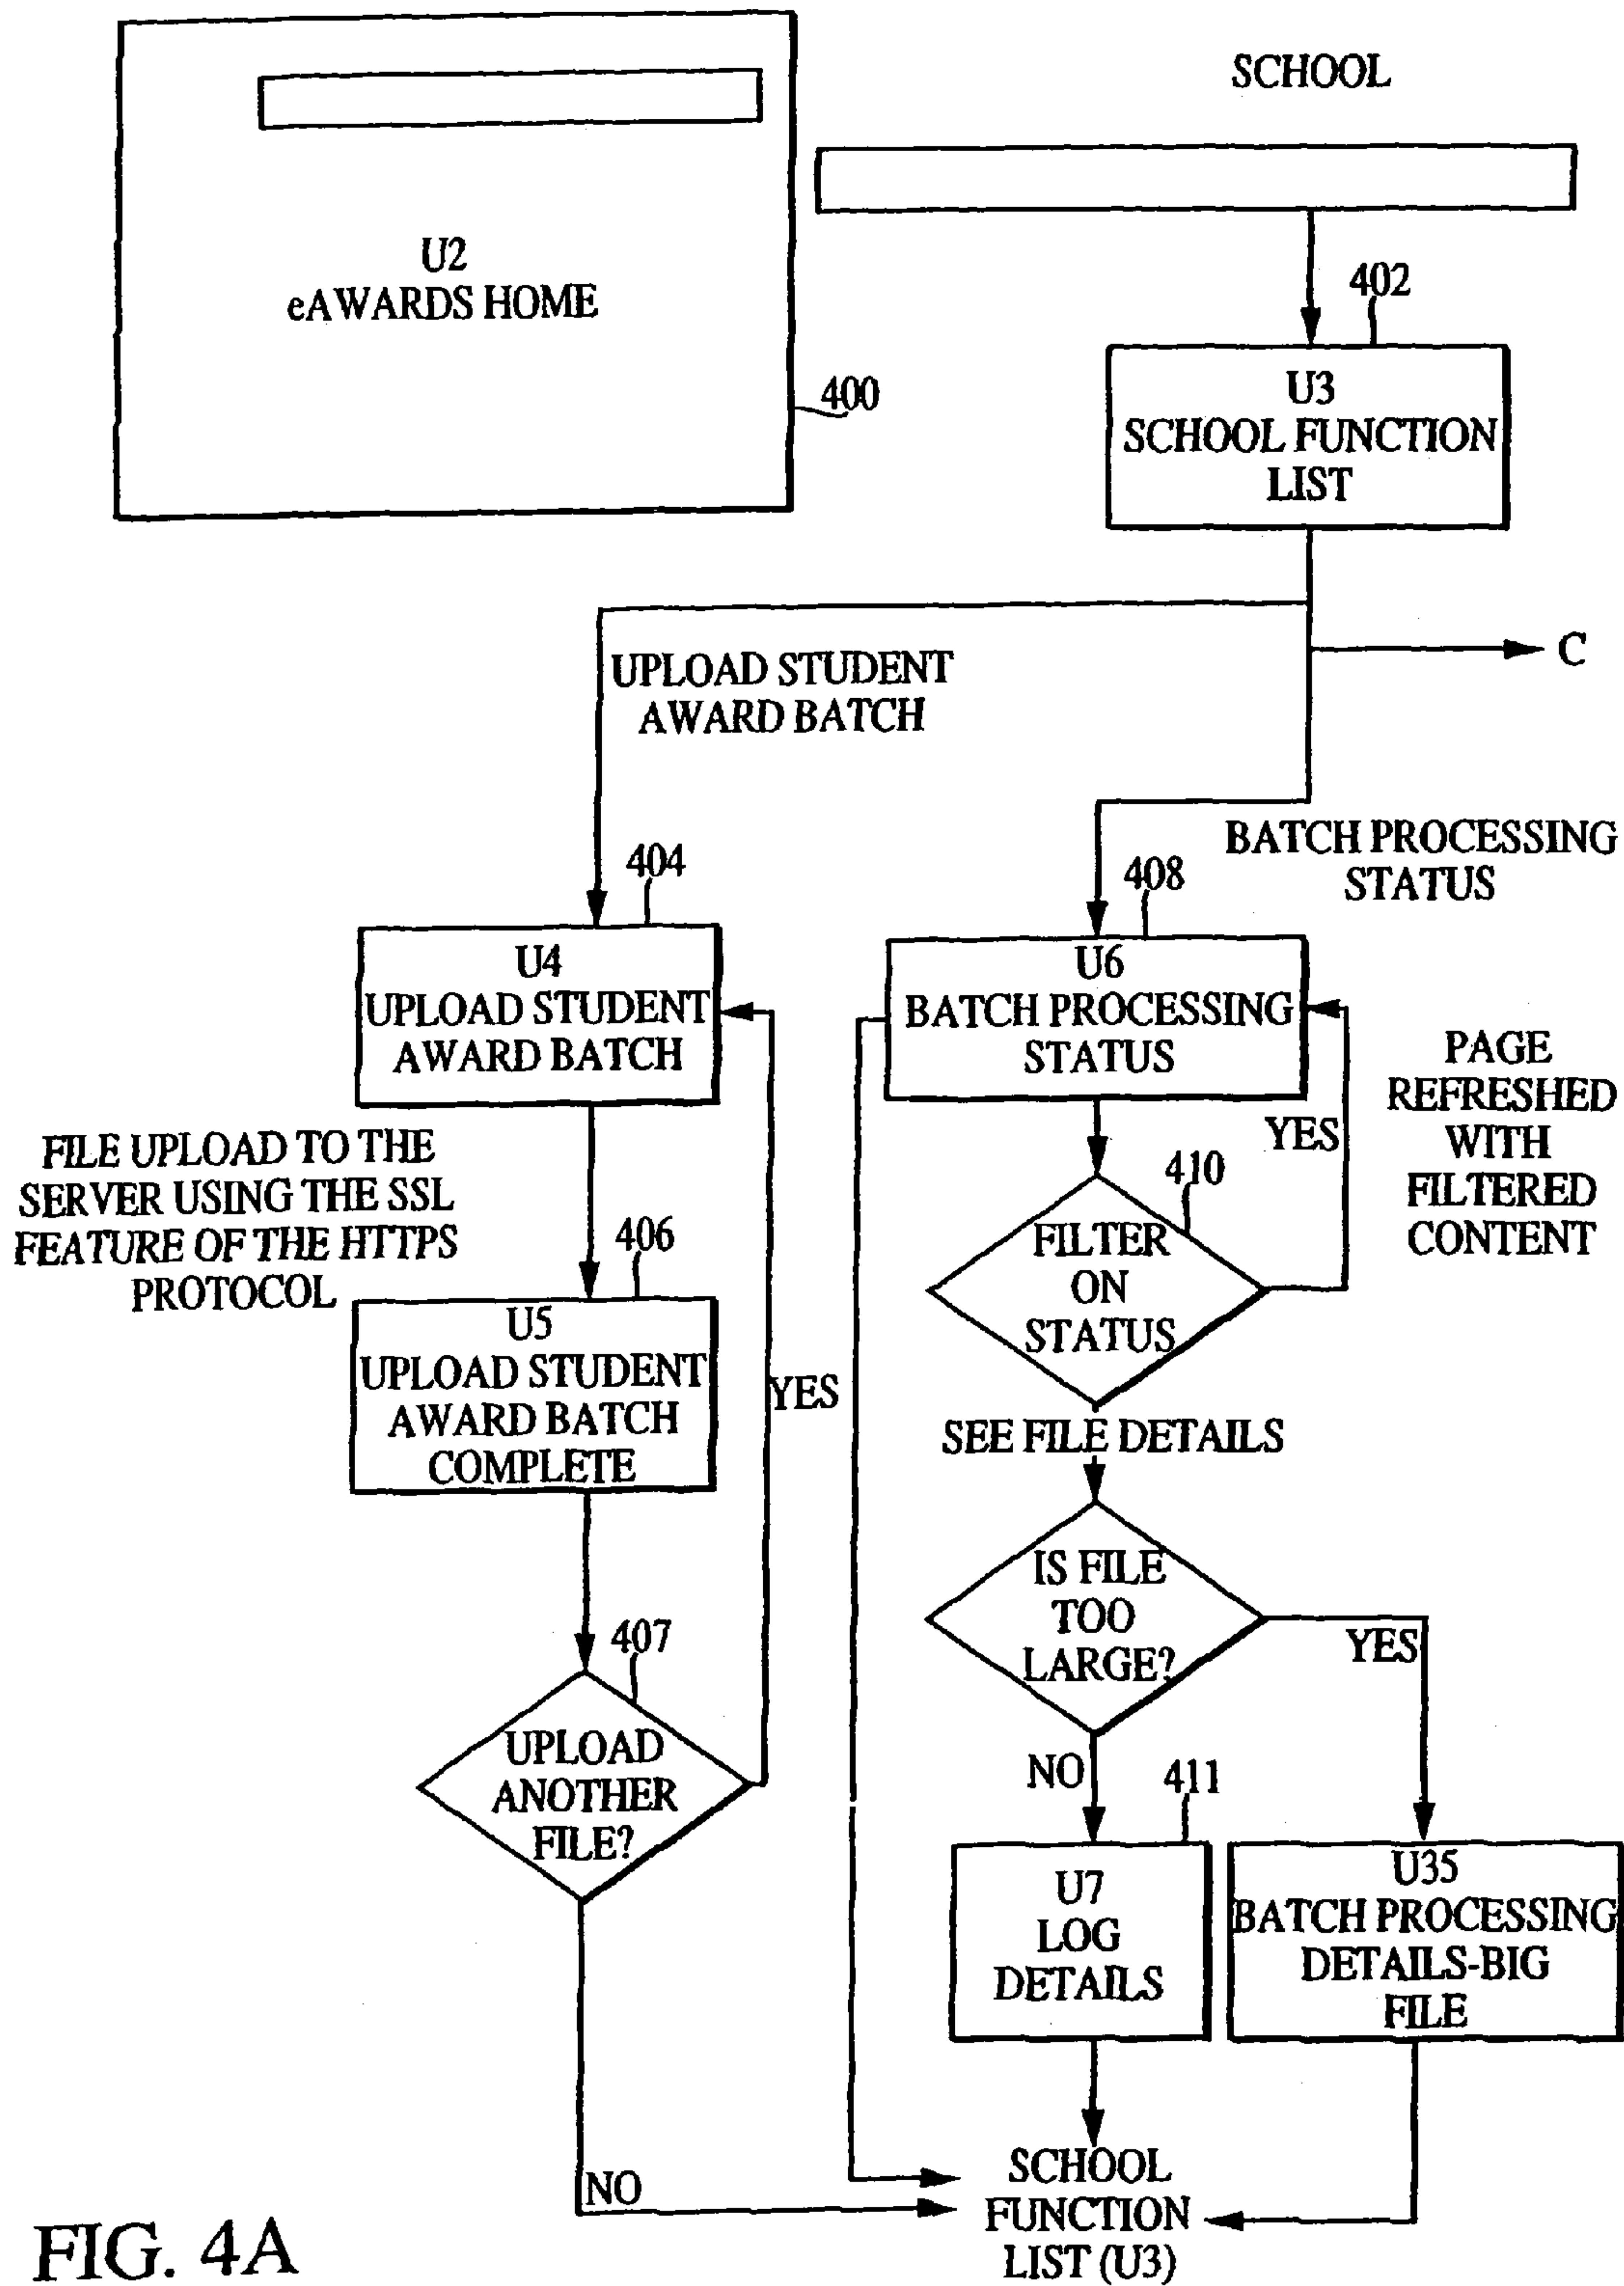 SCHOOL
U2
eAWARDS HOME
400
402
U3
SCHOOL FUNCTION
LIST
C
UPLOAD STUDENT
AWARD BATCH
BATCH PROCESSING
STATUS
404
408
U4
UPLOAD STUDENT
AWARD BATCH
U6
BATCH PROCESSING
STATUS
PAGE
REFRESHED
WITH
FILTERED
CONTENT
YES
FILE UPLOAD TO THE
SERVER USING THE SSL
FEATURE OF THE HTTPS
PROTOCOL
406
410
FILTER
ON
STATUS
U5
UPLOAD STUDENT
AWARD BATCH
COMPLETE
YES
SEE FILE DETAILS
IS FILE
TOO
LARGE?
YES
NO
407
UPLOAD
ANOTHER
FILE?
411
U7
LOG
DETAILS
U35
BATCH PROCESSING
DETAILS-BIG
FILE
NO
SCHOOL
FUNCTION
LIST (U3)
FIG. 4A